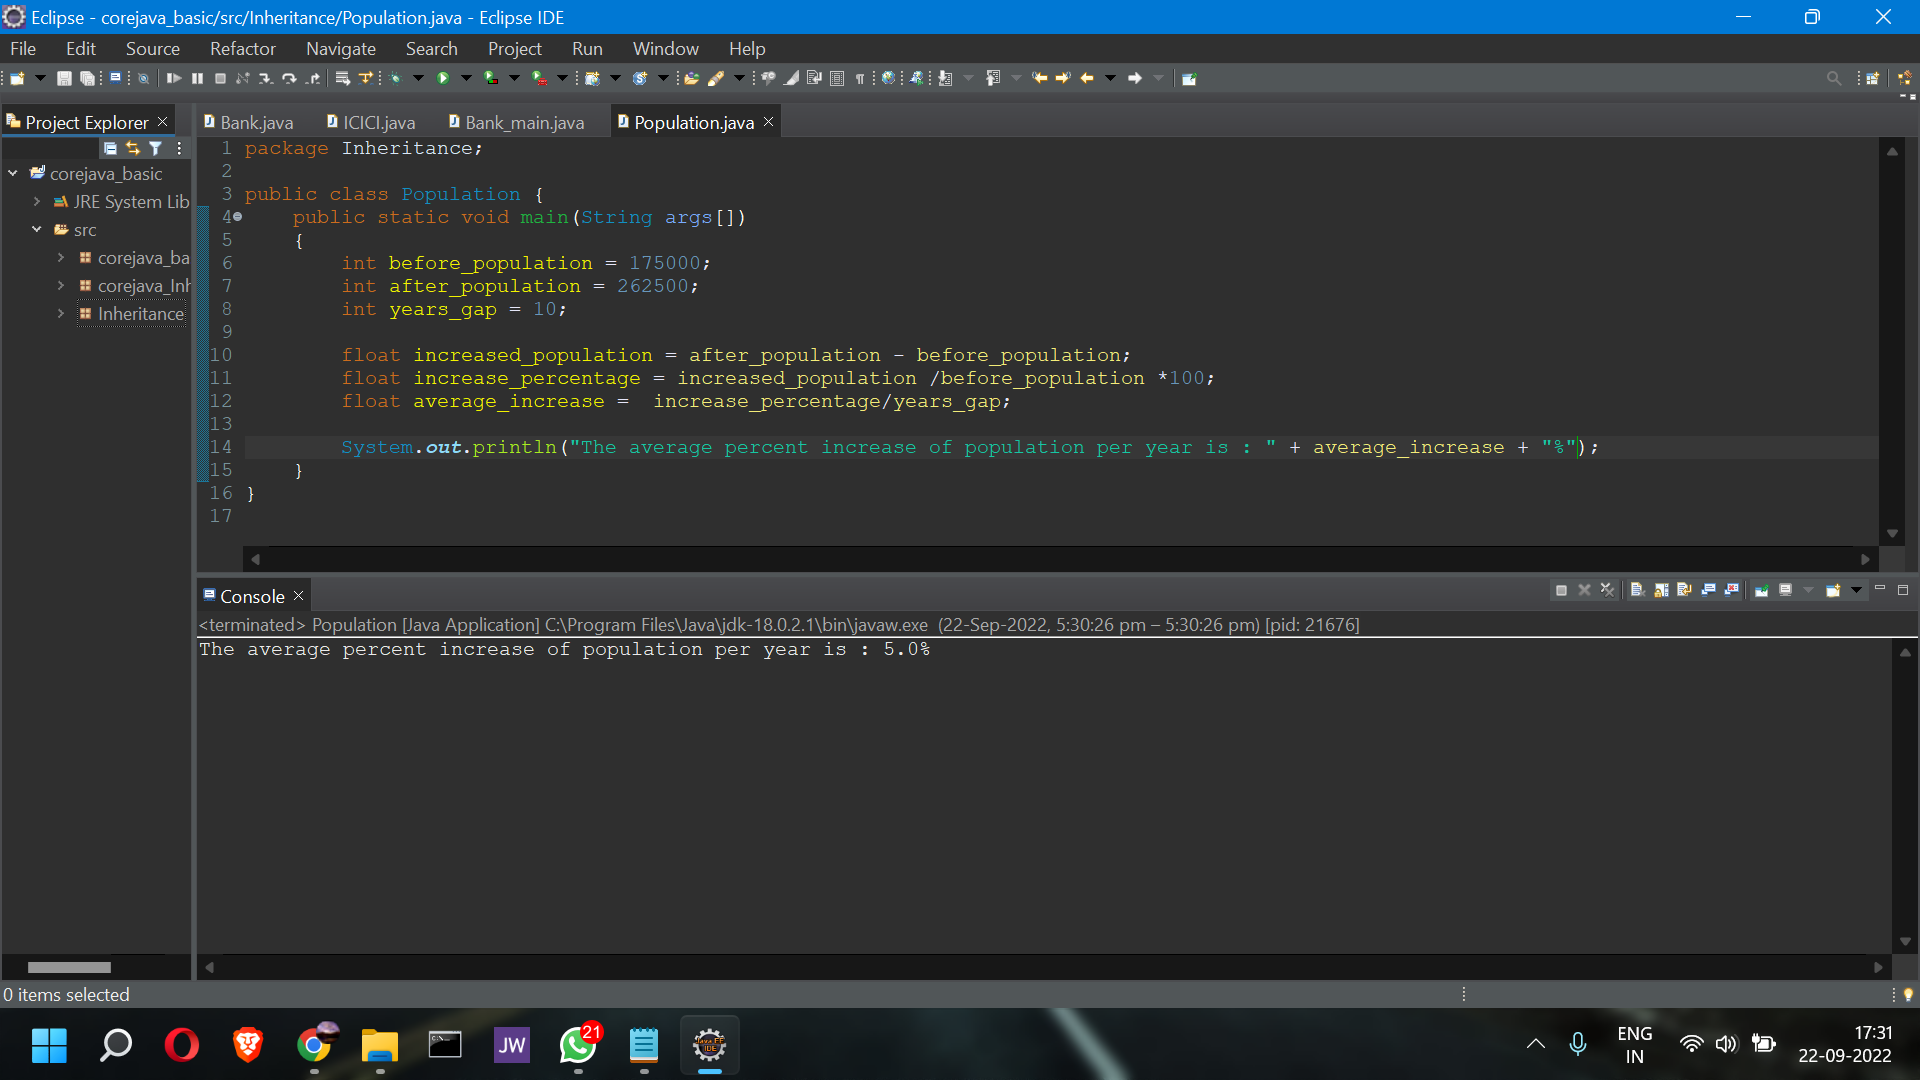 Eclipse - corejava_basic/src/Inheritance/Population.java - Eclipse IDE
File Edit Source Refactor Navigate Search Project Run Window Help
Project Explorer
Bank.java ICICI.java Bank_main.java Population.java
corejava_basic
JRE System Lib
src
corejava_ba
corejava_Inh
Inheritance
1 package Inheritance;
2
3 public class Population {
4 public static void main(String args[])
5 {
6 int before_population = 175000;
7 int after_population = 262500;
8 int years_gap = 10;
9
10 float increased_population = after_population - before_population;
11 float increase_percentage = increased_population /before_population *100;
12 float average_increase =  increase_percentage/years_gap;
13
14 System.out.println("The average percent increase of population per year is : " + average_increase + "%");
15 }
16 }
17
Console
<terminated> Population [Java Application] C:\Program Files\Java\jdk-18.0.2.1\bin\javaw.exe (22-Sep-2022, 5:30:26 pm – 5:30:26 pm) [pid: 21676]
The average percent increase of population per year is : 5.0%
0 items selected
JW
21
Java EE
IDE
ENG
IN
17:31
22-09-2022